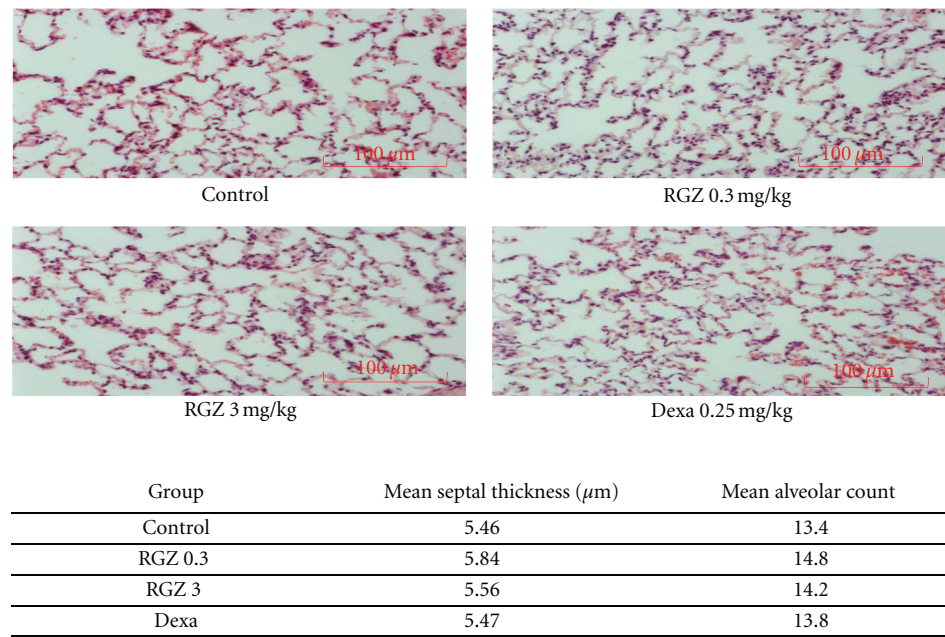 100 μm
100 μm
Control
RGZ 0.3 mg/kg
100 μm
100 μm
RGZ 3 mg/kg
Dexa 0.25 mg/kg
Group Mean septal thickness (μm) Mean alveolar count
Control 5.46 13.4
RGZ 0.3 5.84 14.8
RGZ 3 5.56 14.2
Dexa 5.47 13.8